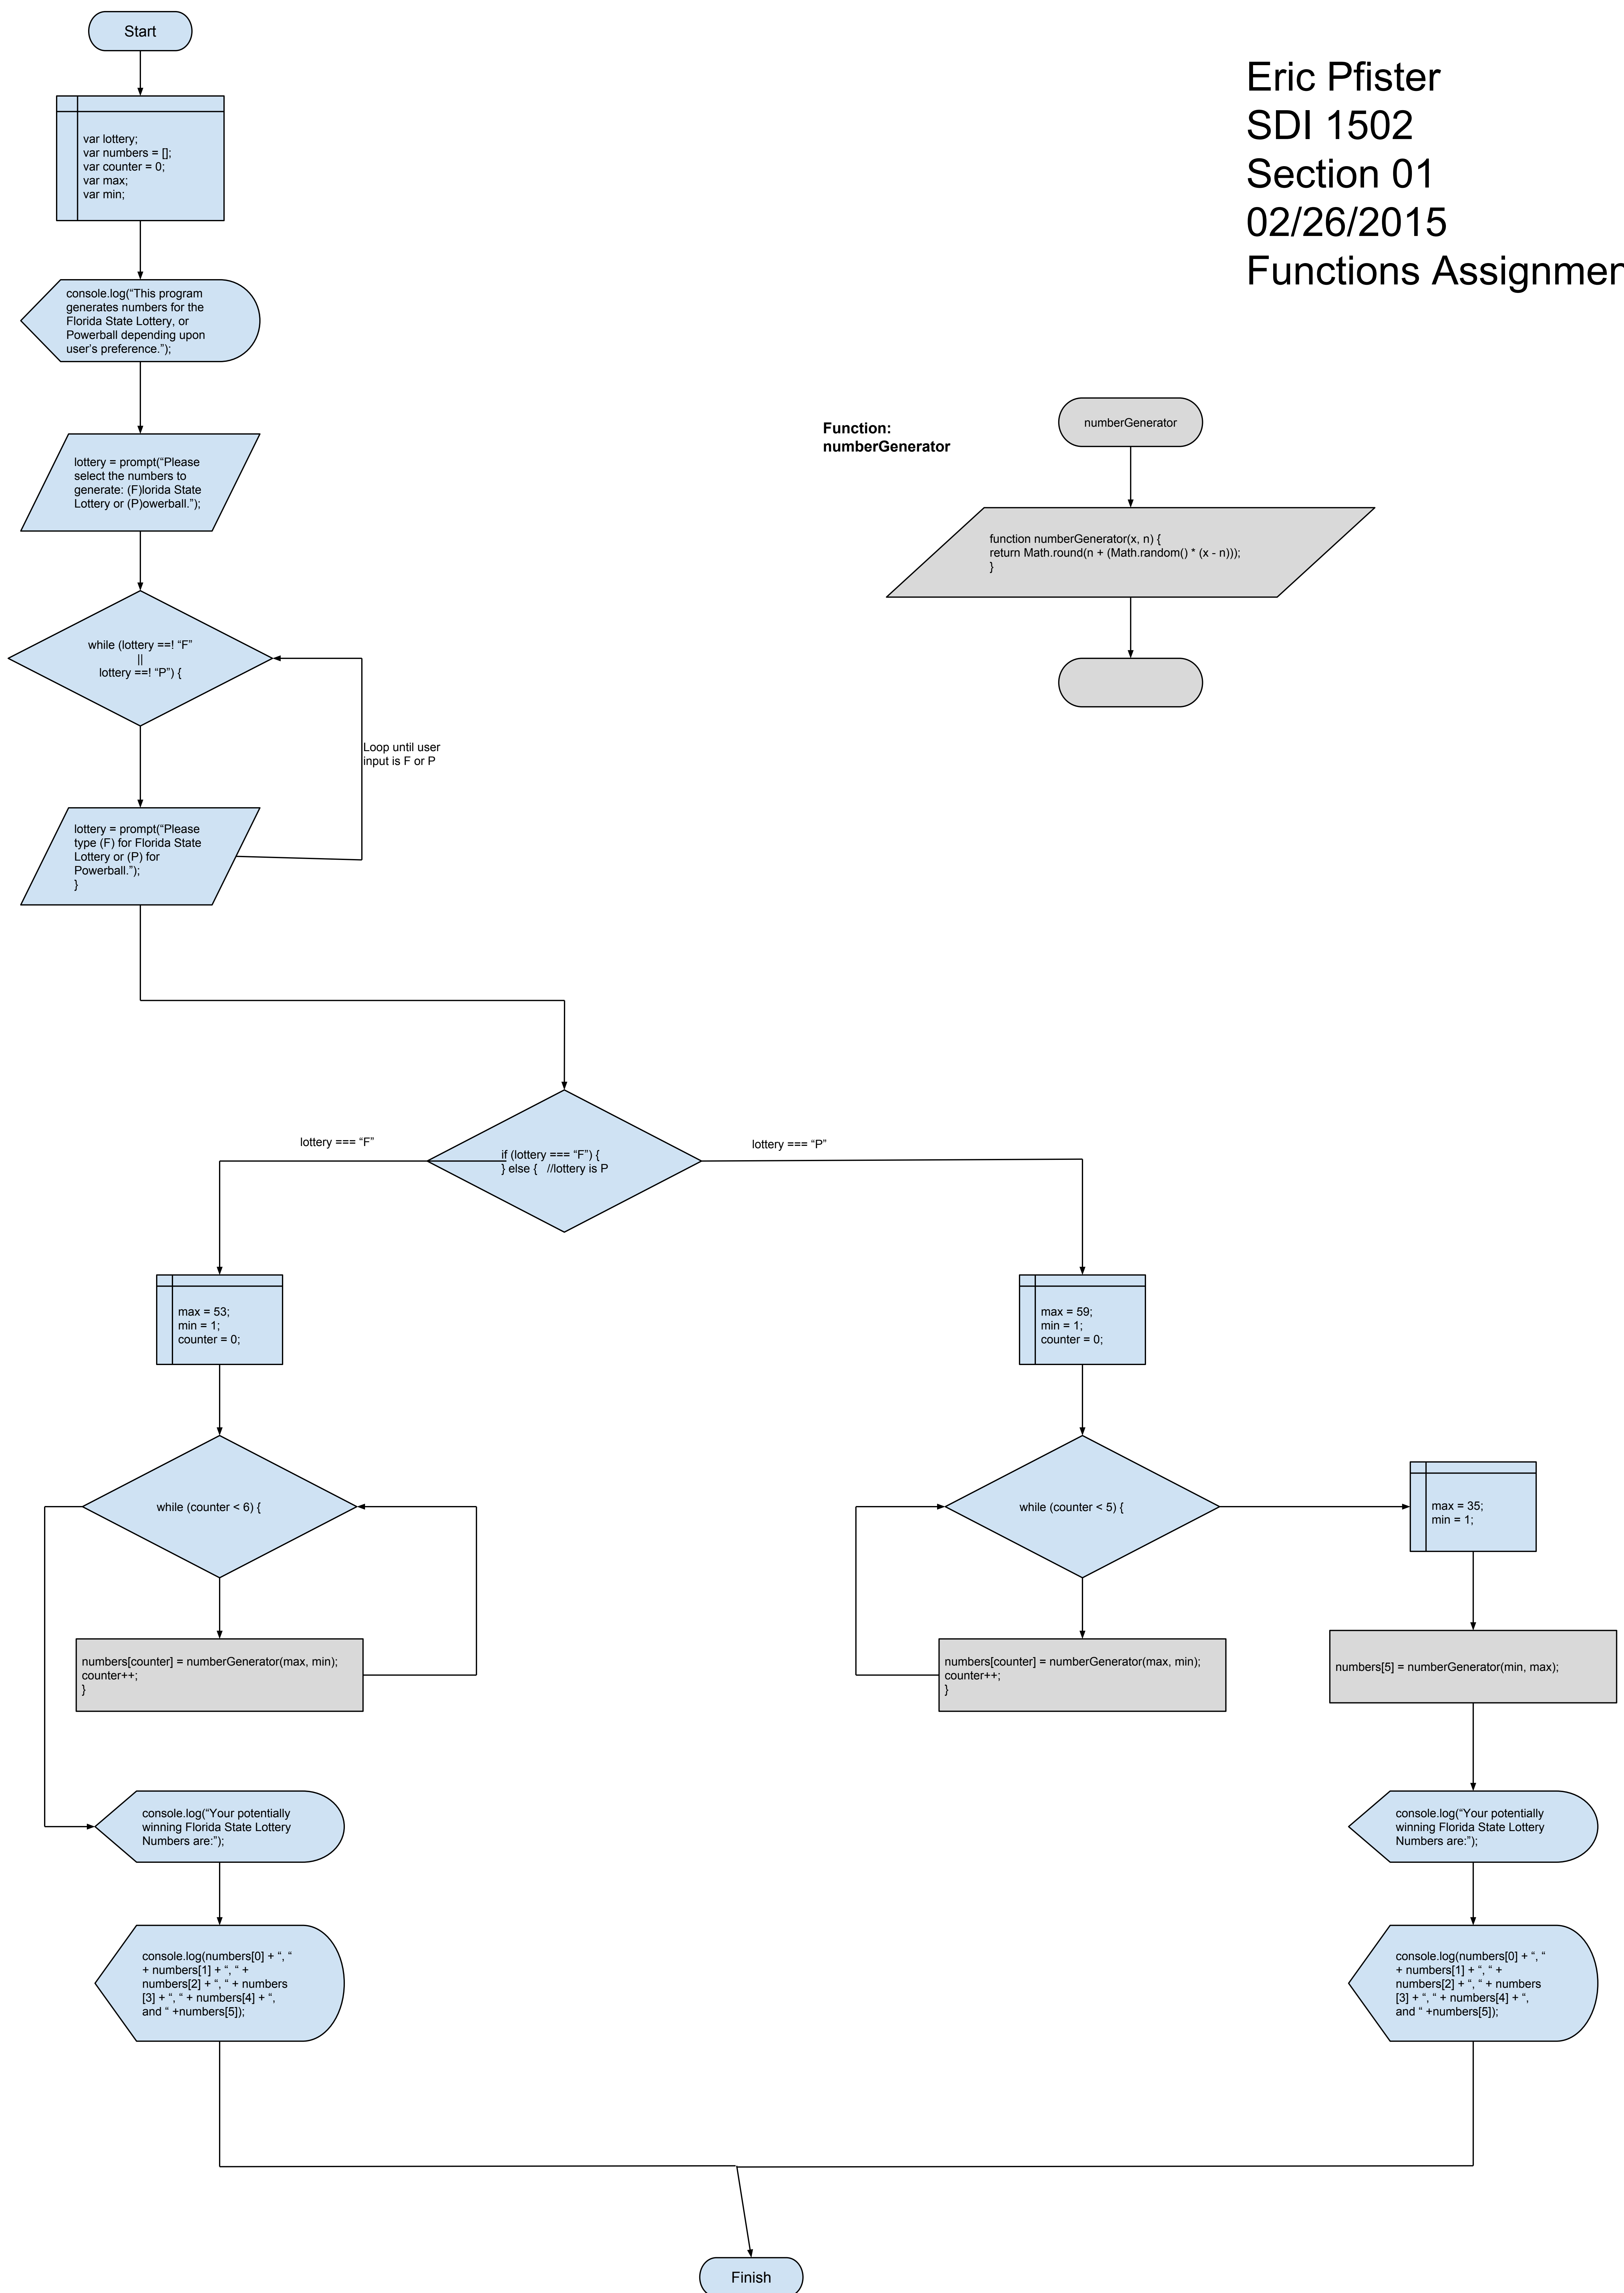 Start
Eric Pfister
SDI 1502
Section 01
02/26/2015
Functions Assignmen
var lottery;
var numbers = [];
var counter = 0;
var max;
var min;
console.log(“This program
generates numbers for the
Florida State Lottery, or
Powerball depending upon
user’s preference.”);
lottery = prompt(“Please
select the numbers to
generate: (F)lorida State
Lottery or (P)owerball.”);
Function:
numberGenerator
numberGenerator
function numberGenerator(x, n) {
return Math.round(n + (Math.random() * (x - n)));
}
while (lottery ==! “F”
||
lottery ==! “P”) {
Loop until user
input is F or P
lottery = prompt(“Please
type (F) for Florida State
Lottery or (P) for
Powerball.”);
}
lottery === “F”
if (lottery === “F”) {
} else {   //lottery is P
lottery === “P”
max = 53;
min = 1;
counter = 0;
max = 59;
min = 1;
counter = 0;
while (counter < 6) {
while (counter < 5) {
max = 35;
min = 1;
numbers[counter] = numberGenerator(max, min);
counter++;
}
numbers[counter] = numberGenerator(max, min);
counter++;
}
numbers[5] = numberGenerator(min, max);
console.log(“Your potentially
winning Florida State Lottery
Numbers are:”);
console.log(“Your potentially
winning Florida State Lottery
Numbers are:”);
console.log(numbers[0] + “, “
+ numbers[1] + “, “ +
numbers[2] + “, “ + numbers
[3] + “, “ + numbers[4] + “,
and “ +numbers[5]);
console.log(numbers[0] + “, “
+ numbers[1] + “, “ +
numbers[2] + “, “ + numbers
[3] + “, “ + numbers[4] + “,
and “ +numbers[5]);
Finish